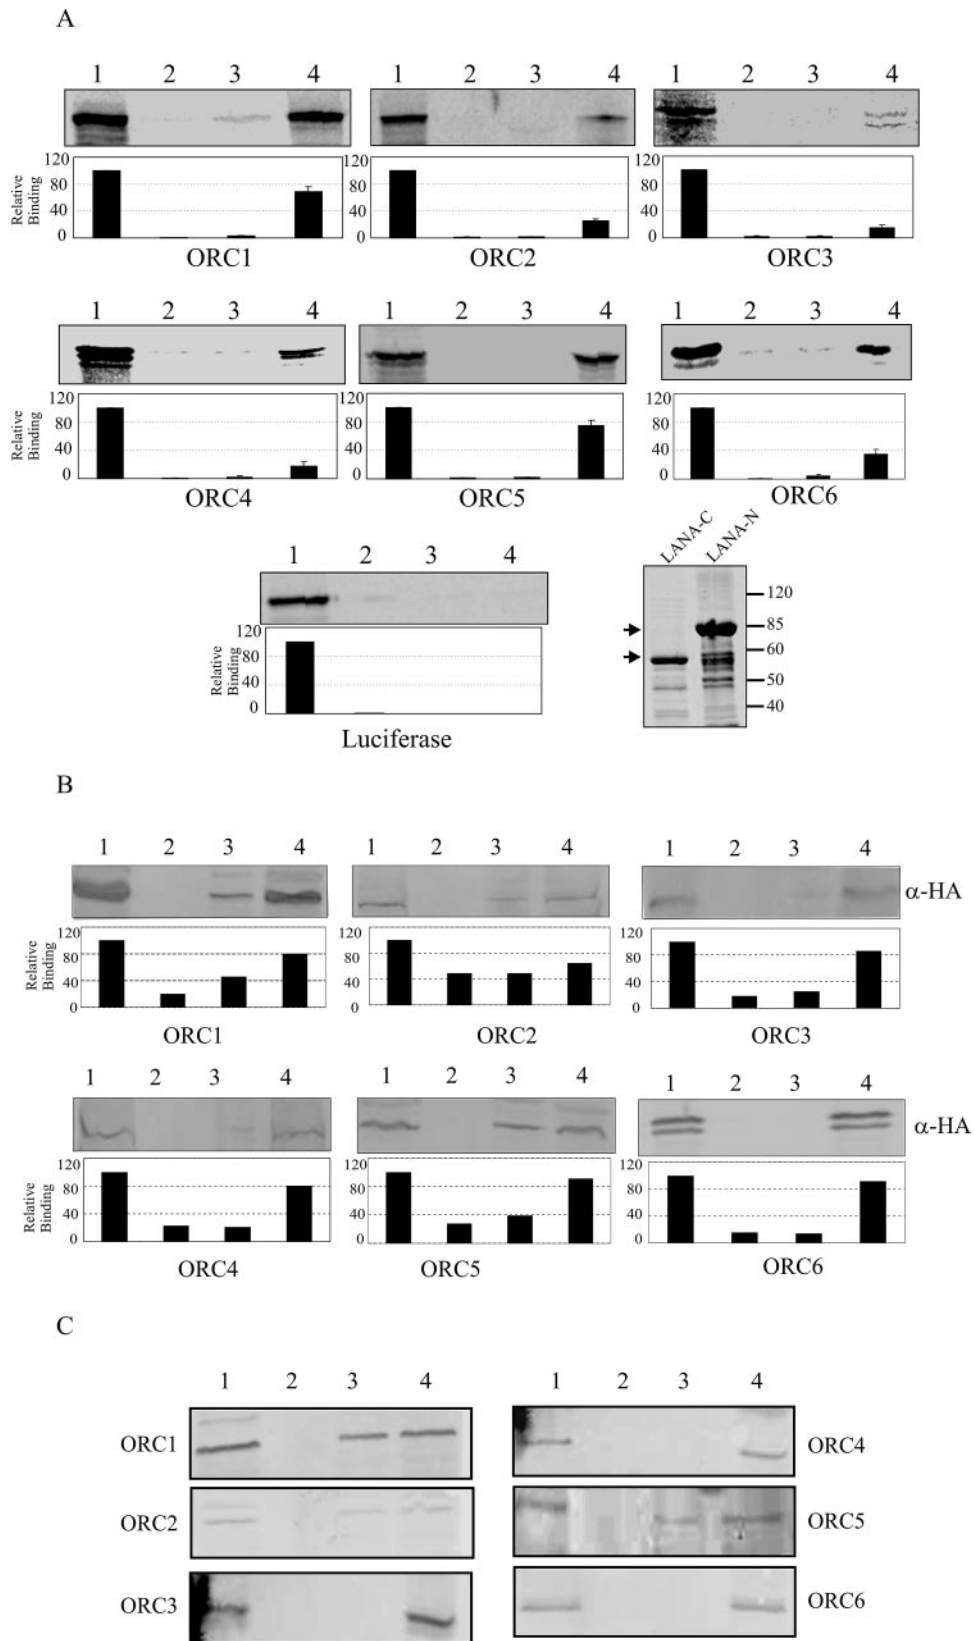 A
1 2 3 4 1 2 3 4 1 2 3 4
Relative Binding 120 80 40 0 120 80 40 0 120 80 40 0
ORC1 ORC2 ORC3
1 2 3 4 1 2 3 4 1 2 3 4
Relative Binding 120 80 40 0 120 80 40 0 120 80 40 0
ORC4 ORC5 ORC6
LANA-C LANA-N
1 2 3 4
120
85
60
50
40
Relative Binding 120 80 40 0
Luciferase
B
1 2 3 4 1 2 3 4 1 2 3 4
α-HA
Relative Binding 120 80 40 0 120 80 40 0 120 80 40 0
ORC1 ORC2 ORC3
1 2 3 4 1 2 3 4 1 2 3 4
α-HA
Relative Binding 120 80 40 0 120 80 40 0 120 80 40 0
ORC4 ORC5 ORC6
C
1 2 3 4 1 2 3 4
ORC1 ORC4
ORC2 ORC5
ORC3 ORC6